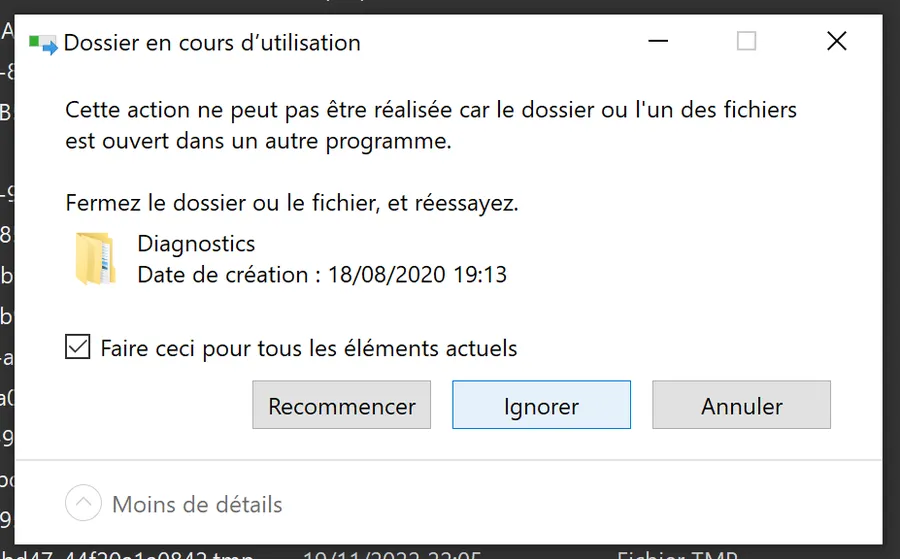 Dossier en cours d’utilisation
Cette action ne peut pas être réalisée car le dossier ou l'un des fichiers
est ouvert dans un autre programme.
Fermez le dossier ou le fichier, et réessayez.
Diagnostics
Date de création : 18/08/2020 19:13
Faire ceci pour tous les éléments actuels
Recommencer
Ignorer
Annuler
Moins de détails